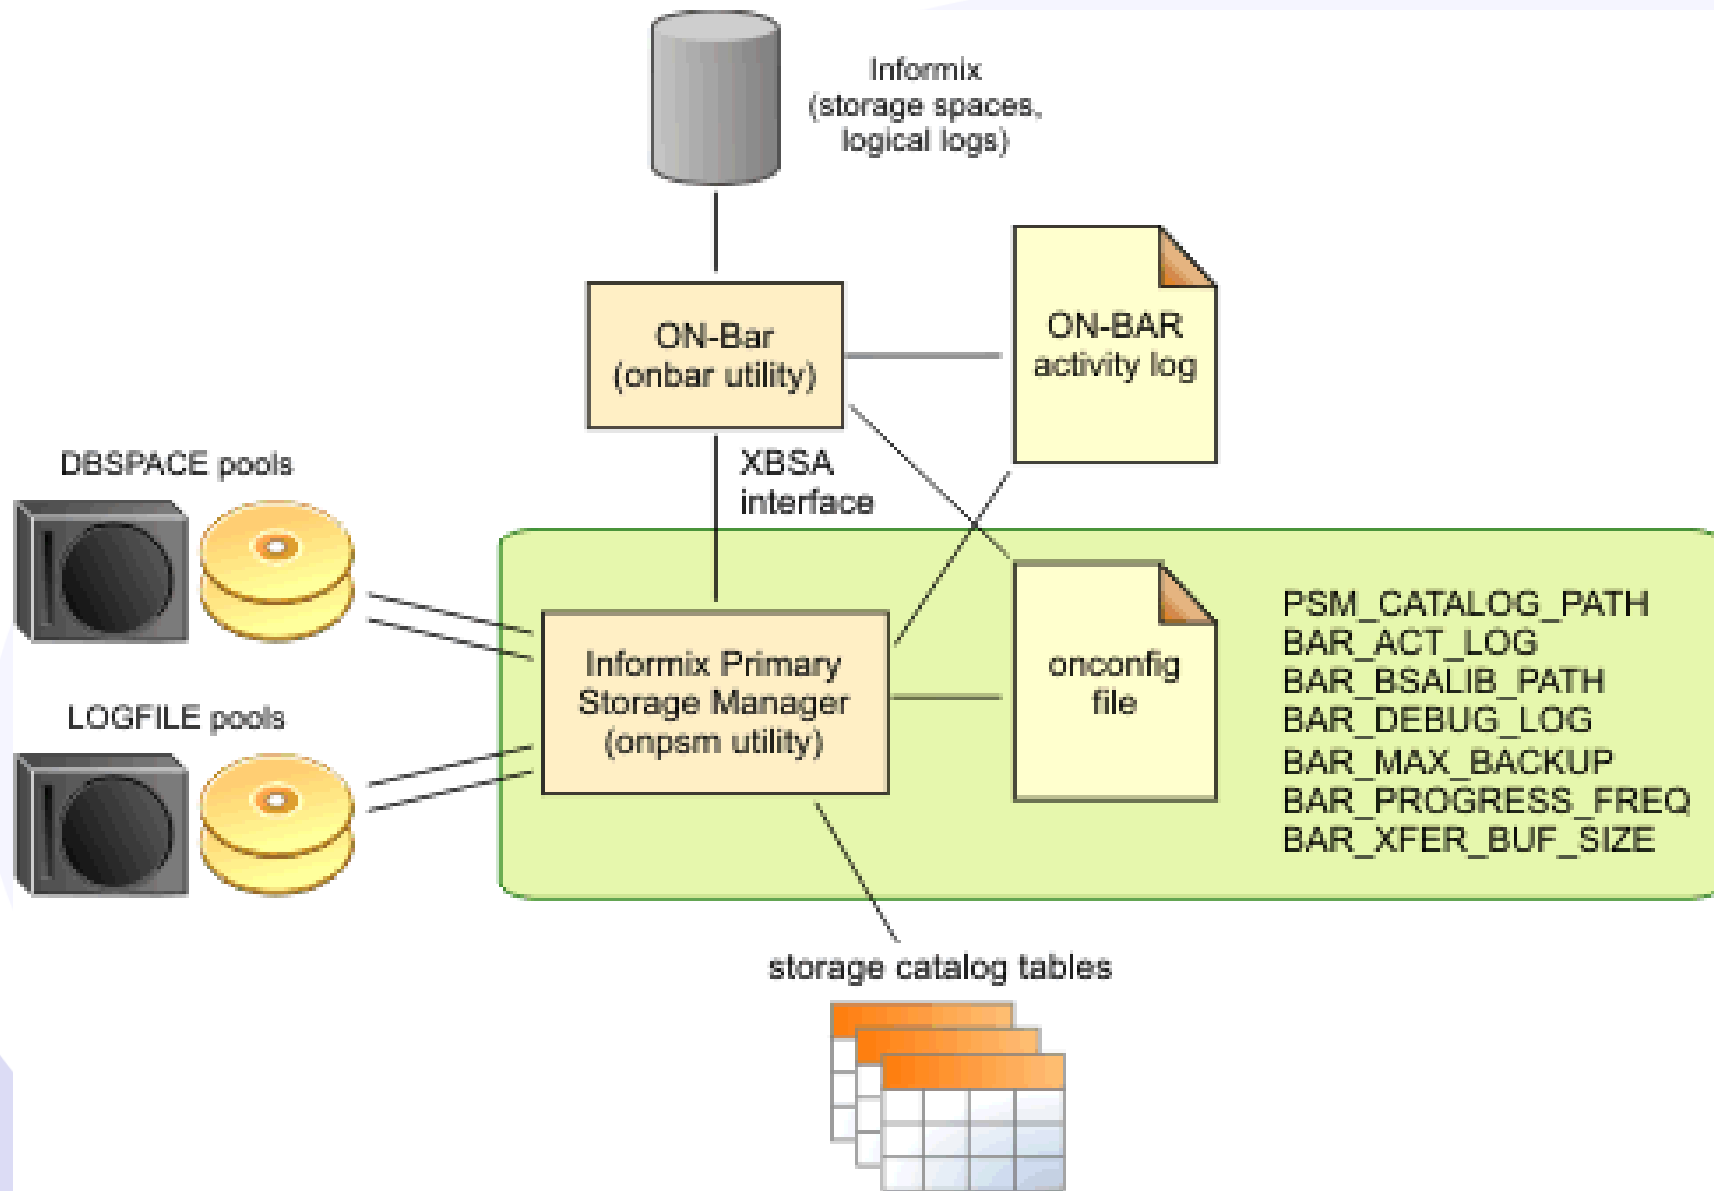 Informix
(storage spaces,
logical logs)
ON-Bar
(onbar utility)
ON-BAR
activity log
XBSA
interface
DBSPACE pools
LOGFILE pools
Informix Primary
Storage Manager
(onpsm utility)
onconfig
file
PSM_CATALOG_PATH
BAR_ACT_LOG
BAR_BSALIB_PATH
BAR_DEBUG_LOG
BAR_MAX_BACKUP
BAR_PROGRESS_FREQ
BAR_XFER_BUF_SIZE
storage catalog tables